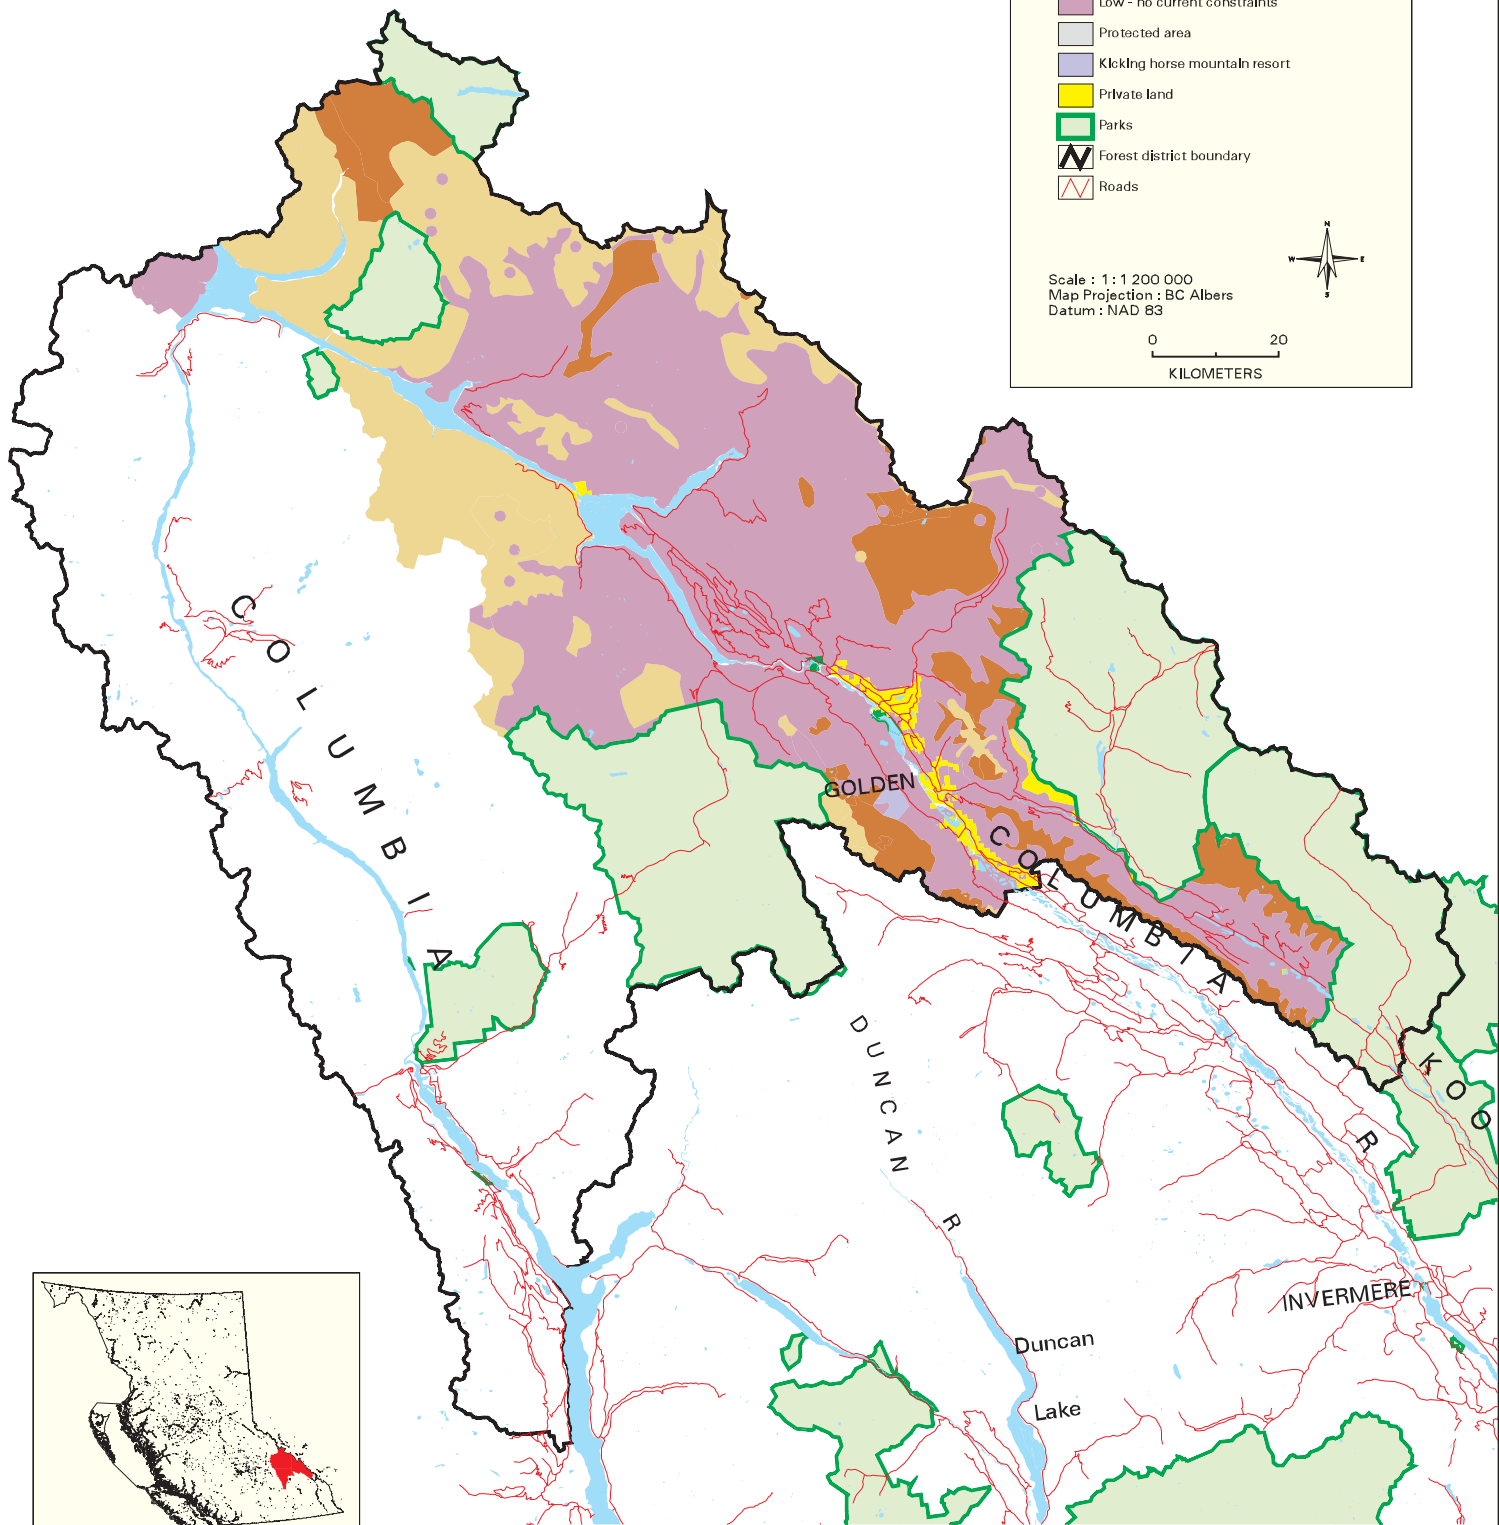 Low - no current constraints
Protected area
Kicking horse mountain resort
Private land
Parks
Forest district boundary
Roads
N
W E
S
Scale : 1 : 1 200 000
Map Projection : BC Albers
Datum : NAD 83
0 20
KILOMETERS
COLUMBIA
GOLDEN
COLUMBIA
R
DUNCAN
R
KOO
INVERMERE
Duncan
Lake